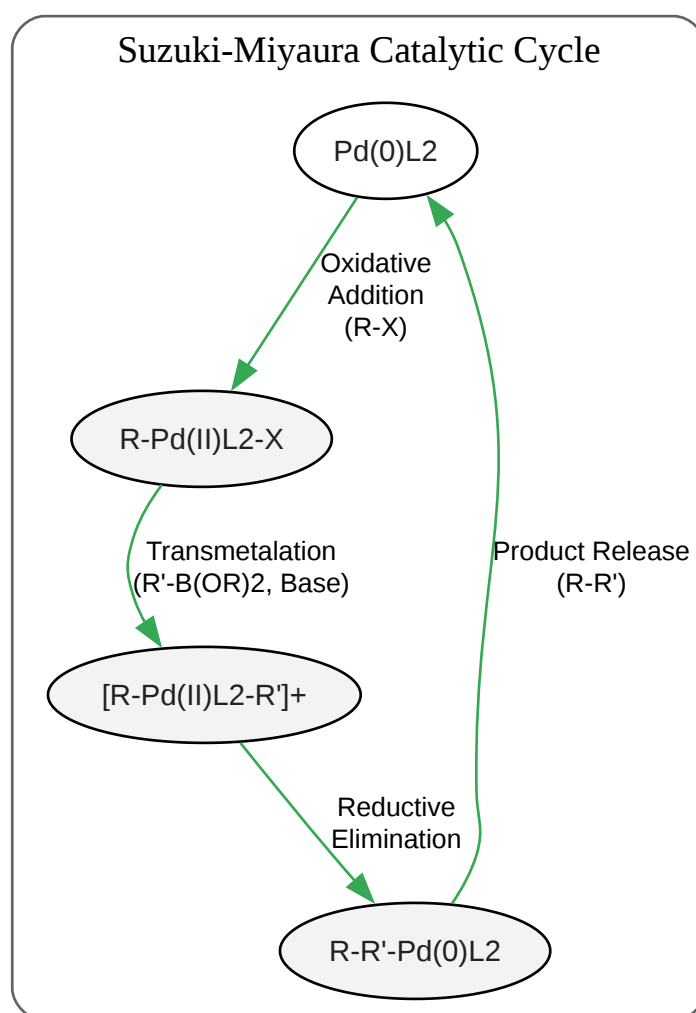 Suzuki-Miyaura Catalytic Cycle
Pd(0)L2
Oxidative
Addition
(R-X)
R-Pd(II)L2-X
Transmetalation
(R'-B(OR)2, Base)
Product Release
(R-R')
[R-Pd(II)L2-R']+
Reductive
Elimination
R-R'-Pd(0)L2